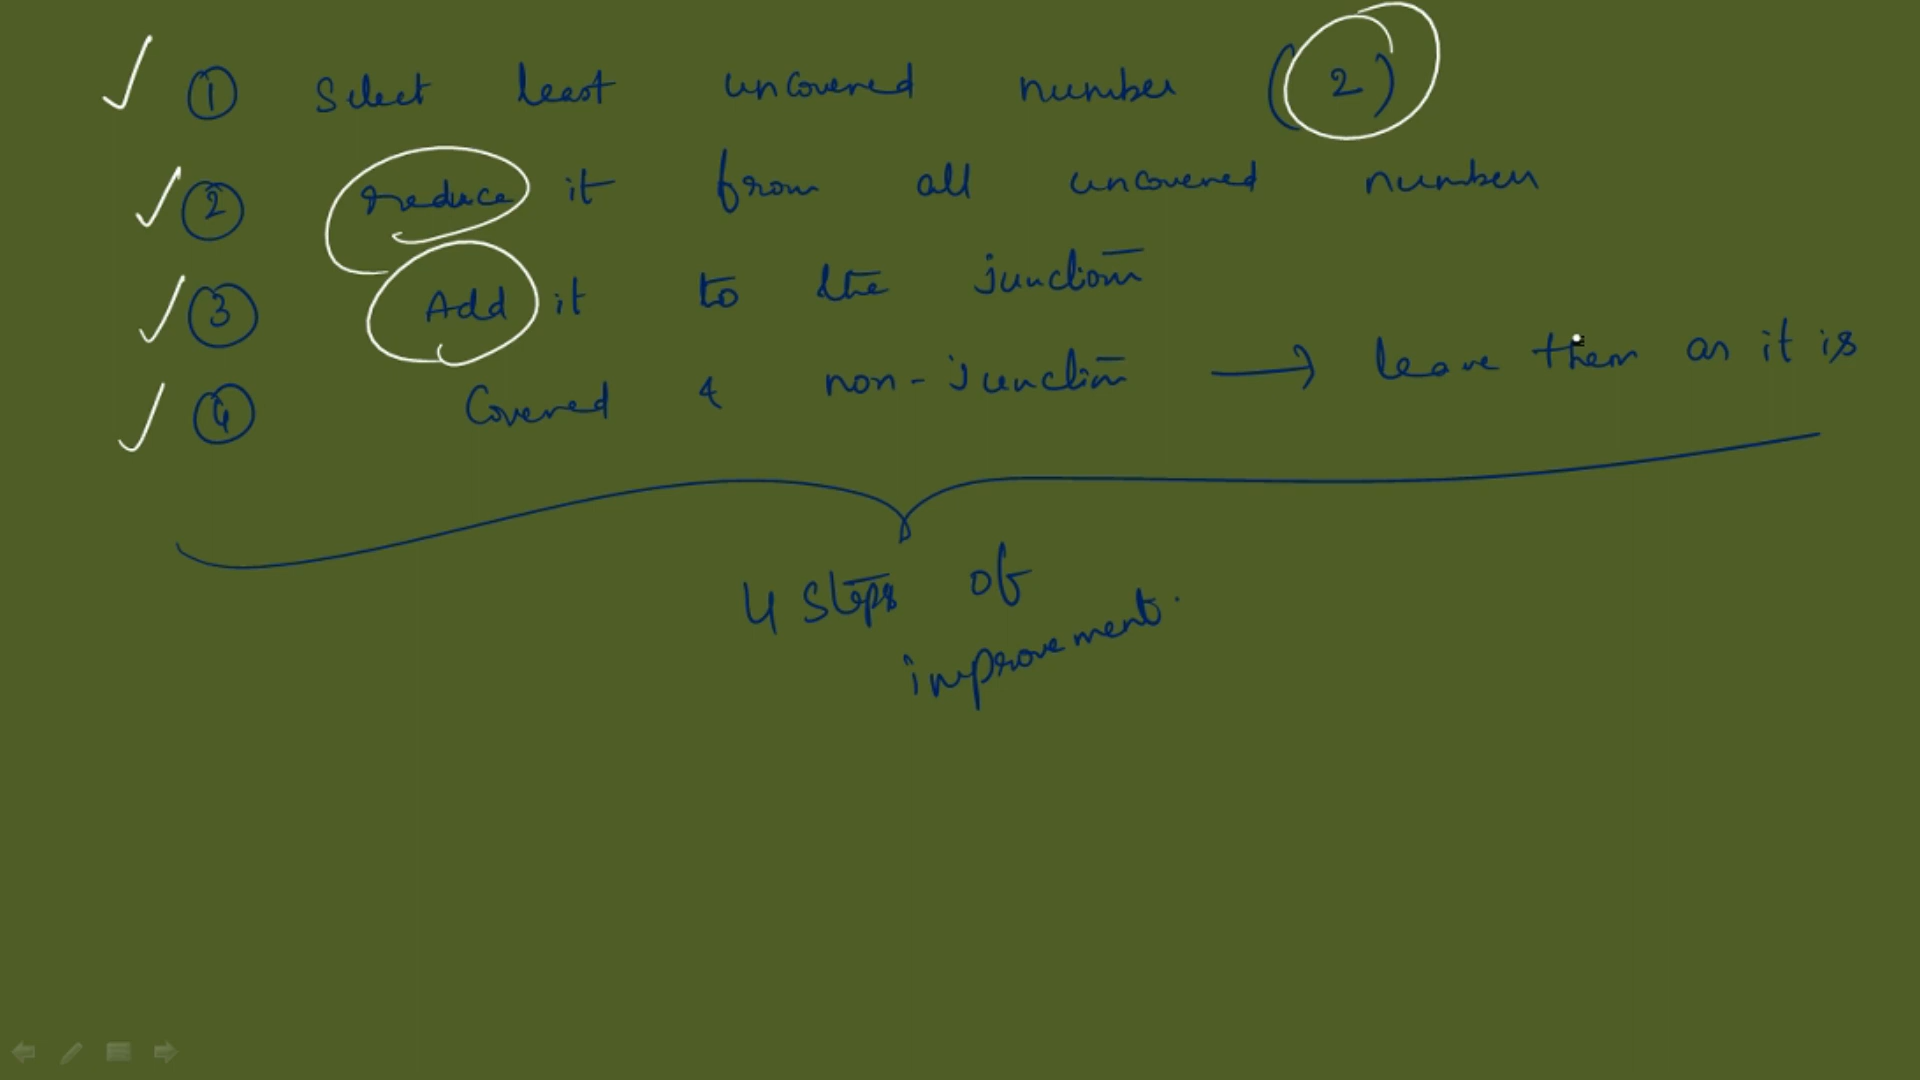 ① Select least uncovered number (2)
② reduce it from all uncovered number
③ Add it to the junction
④ Covered & non-junction → leave them as it is
4 steps of
improvement.